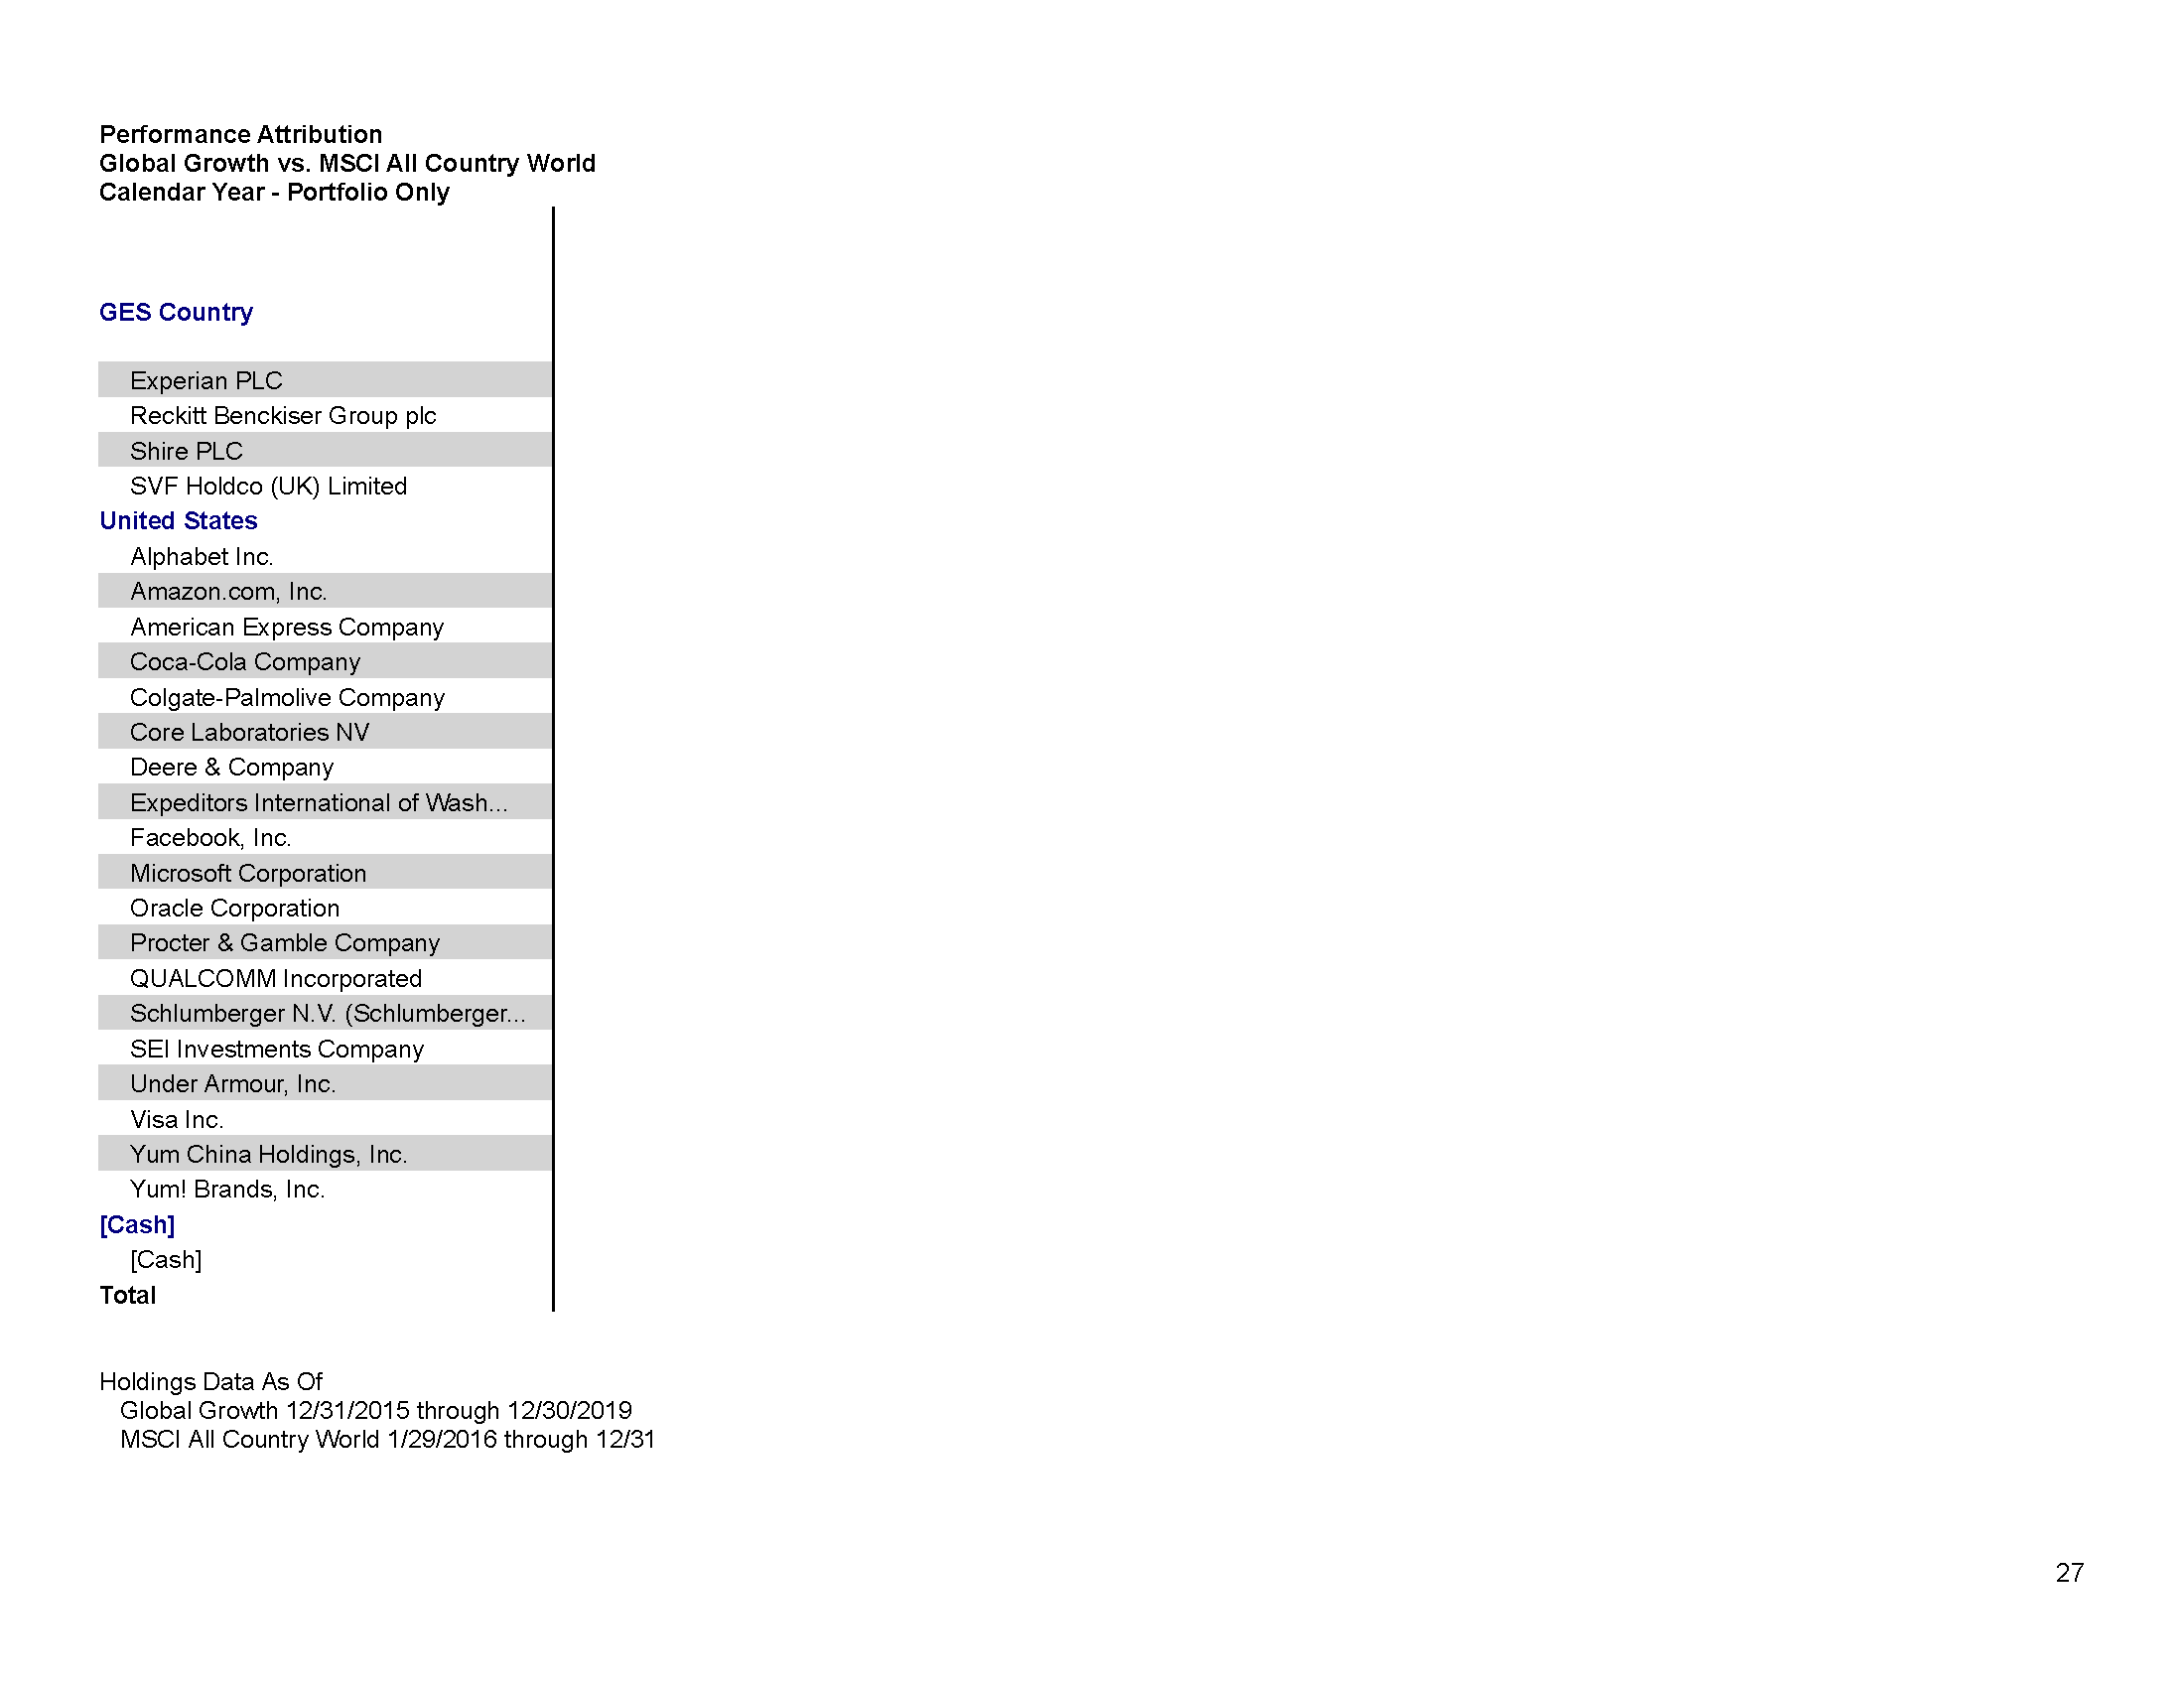 Performance Attribution
Global Growth vs. MSCI All Country World
Calendar Year - Portfolio Only
GES Country
Experian PLC
Reckitt Benckiser Group plc
Shire PLC
SVF Holdco (UK) Limited
United States
Alphabet Inc.
Amazon.com, Inc.
American Express Company
Coca-Cola Company
Colgate-Palmolive Company
Core Laboratories NV
Deere & Company
Expeditors International of Wash...
Facebook, Inc.
Microsoft Corporation
Oracle Corporation
Procter & Gamble Company
QUALCOMM Incorporated
Schlumberger N.V. (Schlumberger...
SEI Investments Company
Under Armour, Inc.
Visa Inc.
Yum China Holdings, Inc.
Yum! Brands, Inc.
[Cash]
[Cash]
Total
Holdings Data As Of
Global Growth 12/31/2015 through 12/30/2019
MSCI All Country World 1/29/2016 through 12/31
27